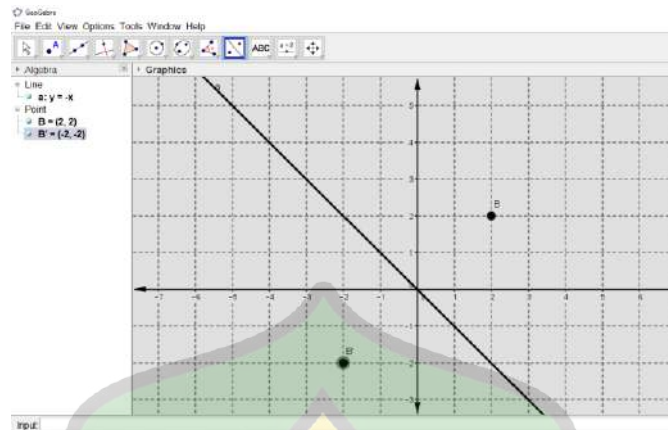 GeoGebra
File Edit View Options Tools Window Help
A ABC a=2
Algebra Graphics
Line
a: y = -x
Point
B = (2, 2)
B' = (-2, -2)
a
5
4
3
2
1
-7 -6 -5 -4 -3 -2 -1 0 1 2 3 4 5 6
-1
-2
-3
B
B'
Input: